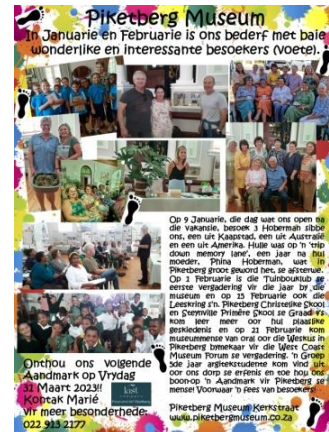 Piketberg Museum
In Januarie en Februarie is ons bederf met baie
wonderlike en interessante besoekers (voete).
Op 9 Januarie, die dag wat ons open na
die vakansie, besoek 3 Hoberman sibbe
ons, een uit Kaapstad, een uit Australië
en een uit Amerika. Hulle was op 'n 'trip
down memory lane', een jaar na hul
moeder, Phina Hoberman, wat in
Piketberg groot geword het, se afsterwe.
Op 1 Februarie is die Tuinbouklub se
eerste vergadering vir die jaar by die
museum en op 15 Februarie ook die
Leeskring s'n. Piketberg Christelike Skool
en Steynville Primêre Skool se Graad 4's
kom leer meer oor hul plaaslike
geskiedenis en op 21 Februarie kom
museummense van oral oor die Weskus in
Piketberg bymekaar vir die West Coast
Museum Forum se vergadering. 'n Groep
5de jaar argiekstudente kom vind uit
oor ons dorp se erfenis en toe hou ons
boon-op 'n Aandmark vir Piketberg se
mense! Voorwaar 'n fees van besoekers!
Onthou ons volgende
Aandmark op Vrydag
31 Maart 2023!!
Kontak Marié
vir meer besonderhede:
022 913 2177
Piketberg Museum Kerkstraat
www.piketbergmuseum.co.za